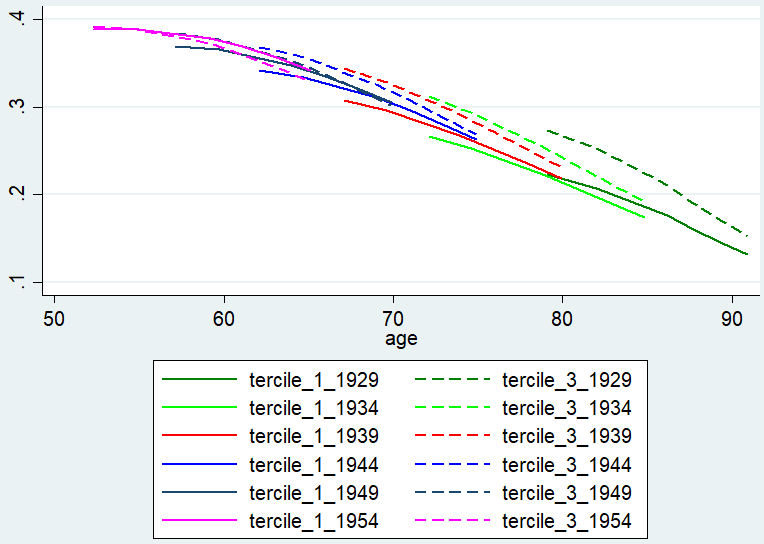 .4
.3
.2
.1
50 60 70 80 90
age
tercile_1_1929 tercile_3_1929
tercile_1_1934 tercile_3_1934
tercile_1_1939 tercile_3_1939
tercile_1_1944 tercile_3_1944
tercile_1_1949 tercile_3_1949
tercile_1_1954 tercile_3_1954